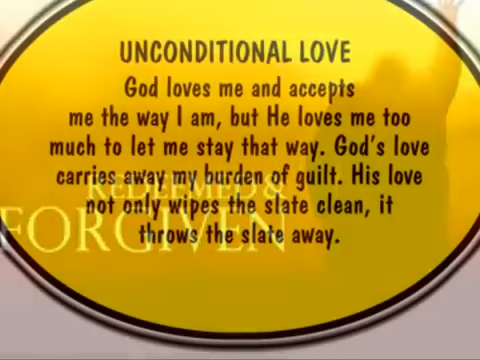 UNCONDITIONAL LOVE
God loves me and accepts
me the way I am, but He loves me too
much to let me stay that way. God's love
carries away my burden of guilt. His love
REDEEMED &
not only wipes the slate clean, it
FORGIVEN
throws the slate away.